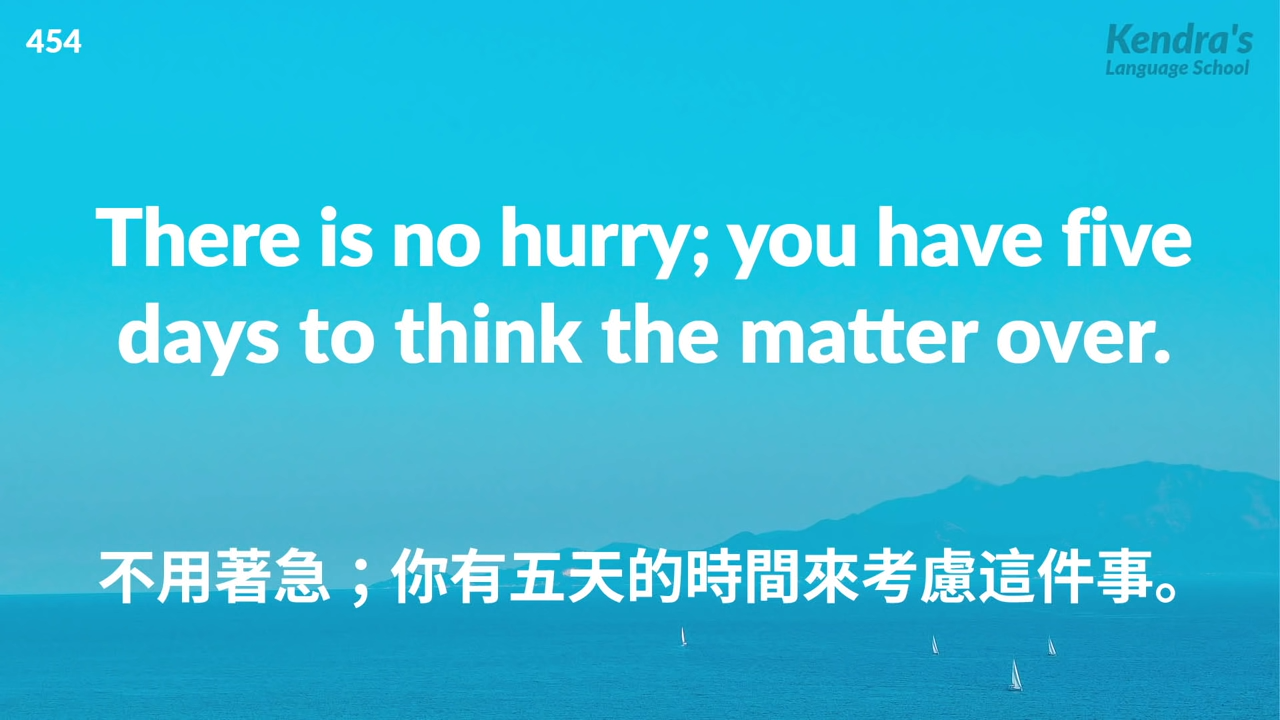 454
Kendra's
Language School
There is no hurry; you have five
days to think the matter over.
不用著急；你有五天的時間來考慮這件事。